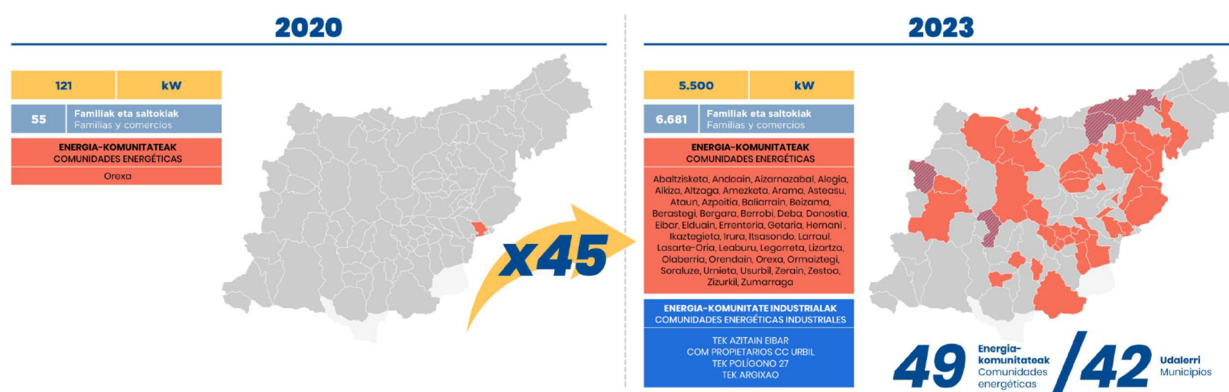 2020
121 kW
55 Familiak eta saltokiak
Familias y comercios
ENERGIA-KOMUNITATEAK
COMUNIDADES ENERGÉTICAS
Orexa
x45
2023
5.500 kW
6.681 Familiak eta saltokiak
Familias y comercios
ENERGIA-KOMUNITATEAK
COMUNIDADES ENERGÉTICAS
Abaltzisketa, Andoain, Aizarnazabal, Alegia,
Alkiza, Altzaga, Amezketa, Arama, Asteasu,
Ataun, Azpeitia, Baliarrain, Beizama,
Berastegi, Bergara, Berrobi, Deba, Donostia,
Eibar, Elduain, Errenteria, Getaria, Hernani ,
Ikaztegieta, Irura, Itsasondo, Larraul,
Lasarte-Oria, Leaburu, Legorreta, Lizartza,
Olaberria, Orendain, Orexa, Ormaiztegi,
Soraluze, Urnieta, Usurbil, Zerain, Zestoa,
Zizurkil, Zumarraga
ENERGIA-KOMUNITATE INDUSTRIALAK
COMUNIDADES ENERGÉTICAS INDUSTRIALES
TEK AZITAIN EIBAR
COM PROPIETARIOS CC URBIL
TEK POLÍGONO 27
TEK ARGIXAO
49 Energia-
komunitateak
Comunidades
energéticas
/42 Udalerri
Municipios